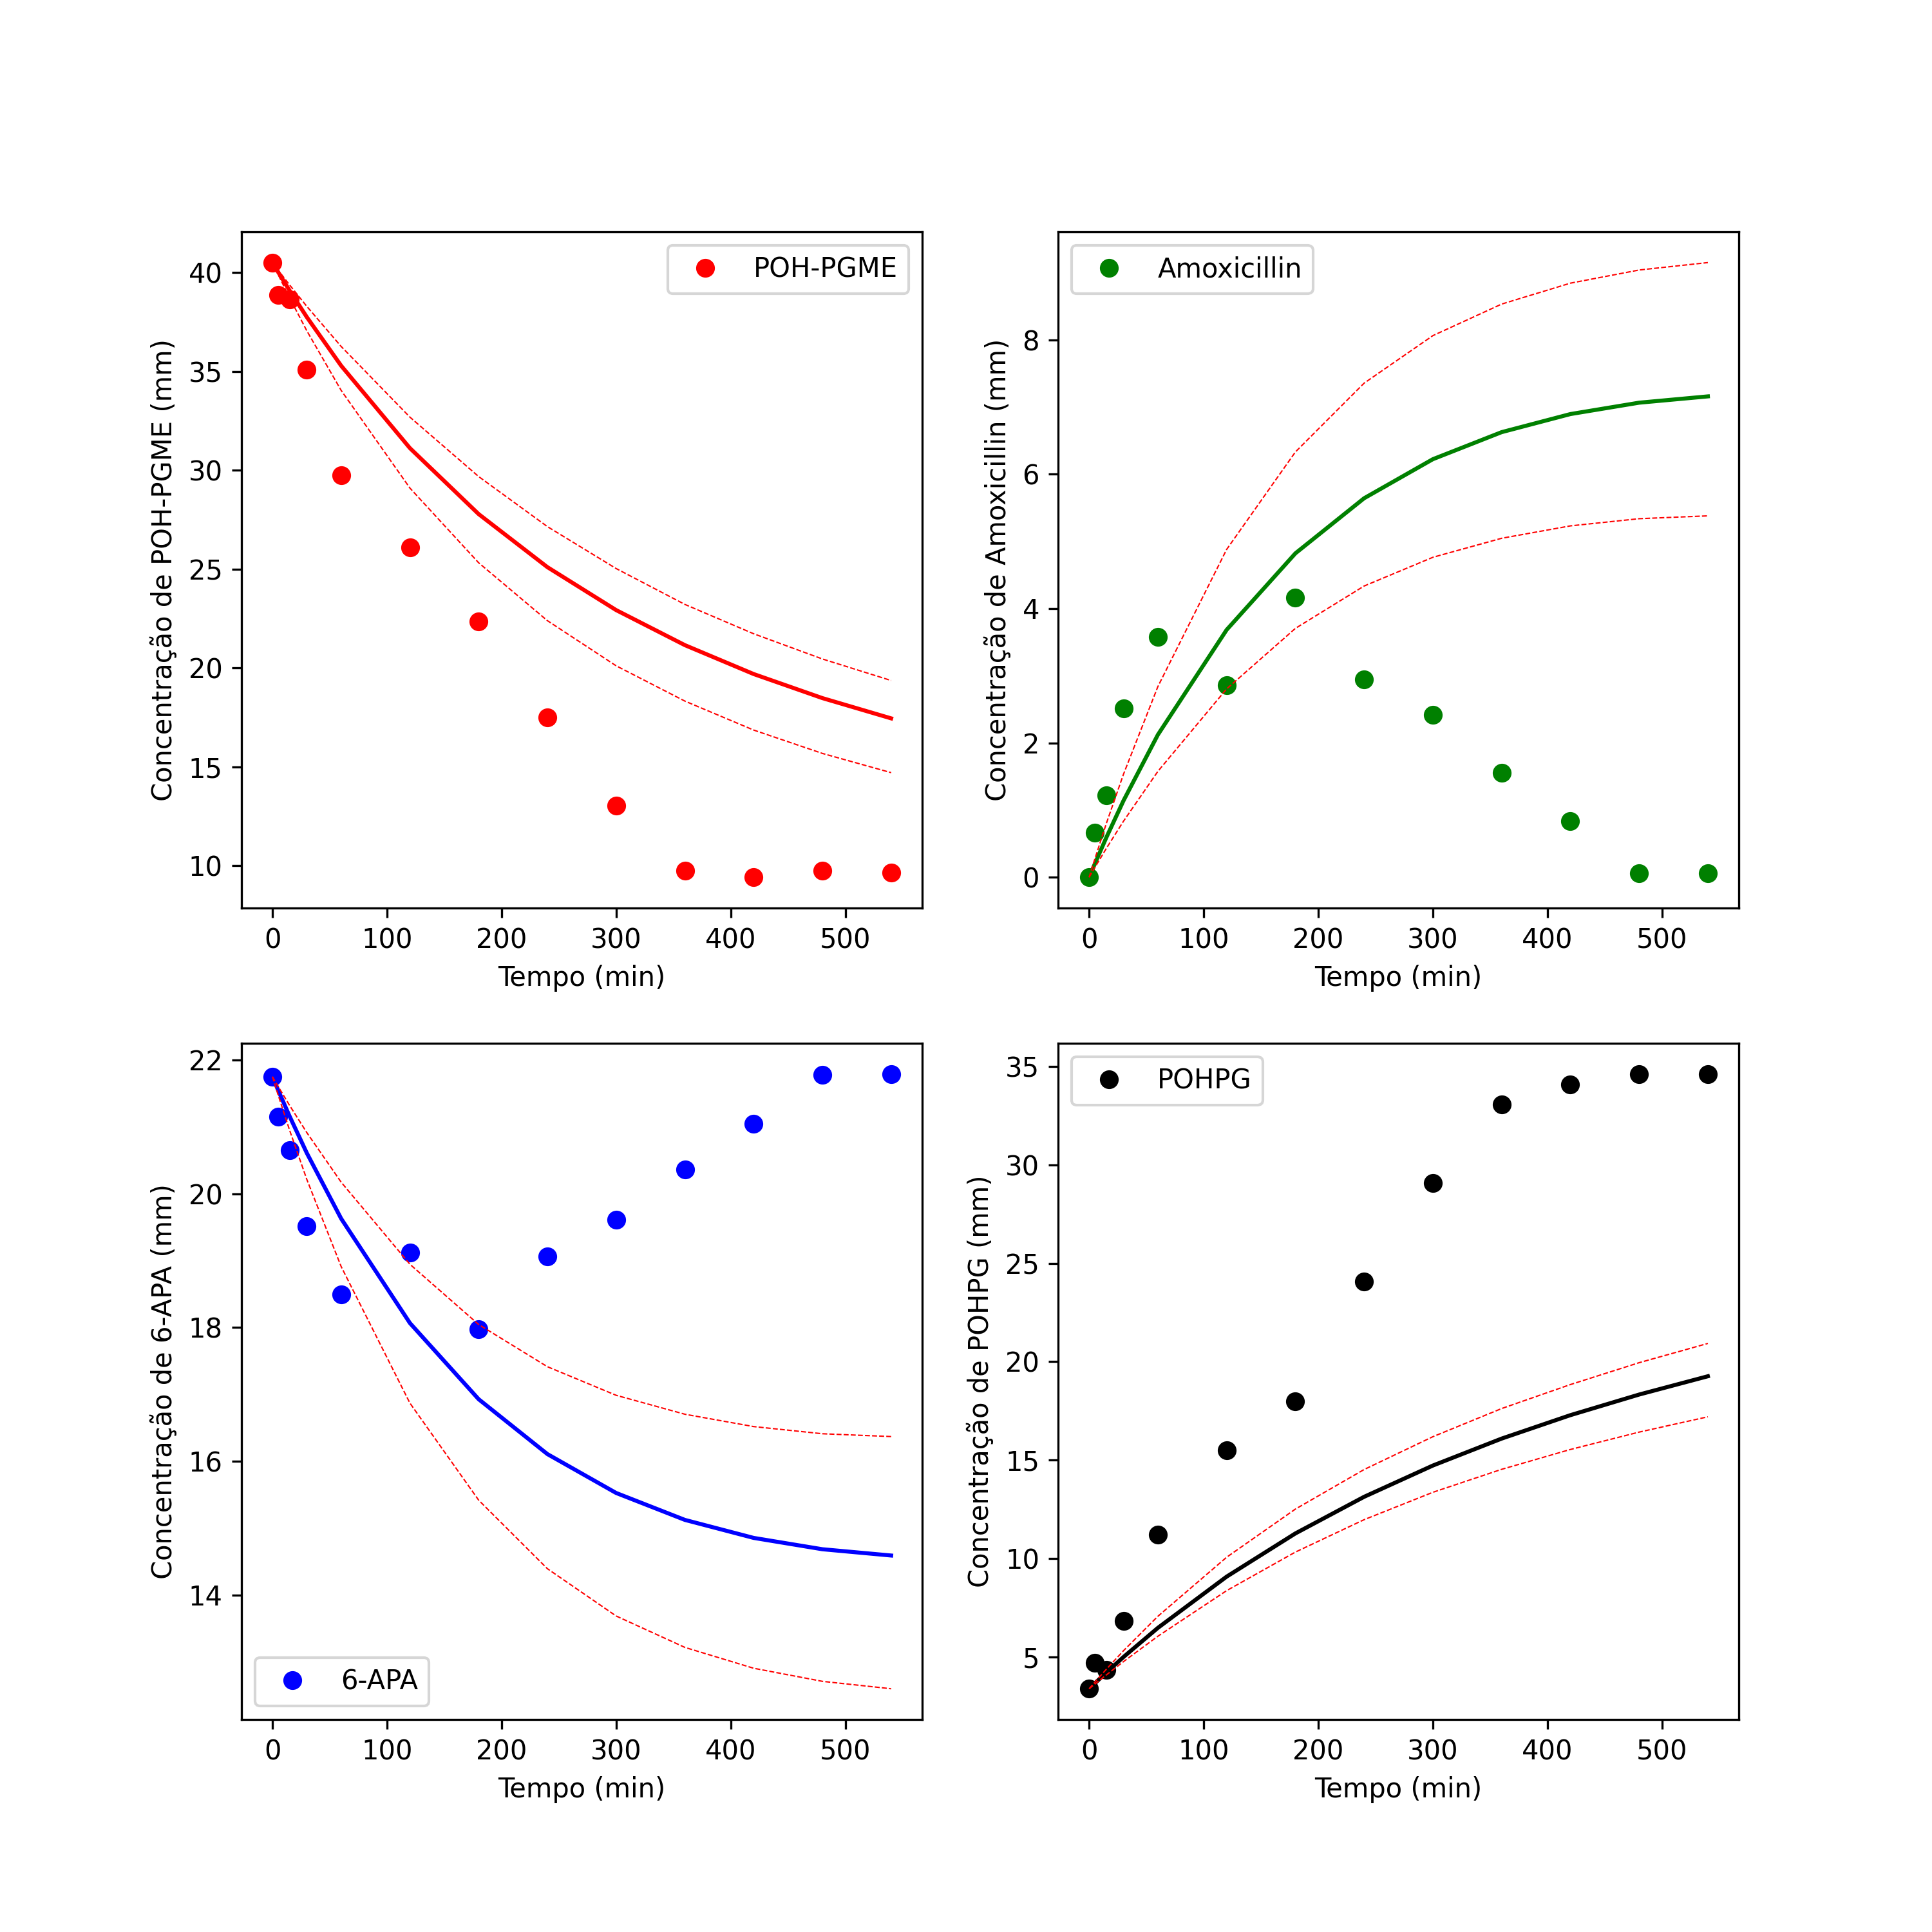 POH-PGME
Concentração de POH-PGME (mm)
40
35
30
25
20
15
10
0 100 200 300 400 500
Tempo (min)
Amoxicillin
Concentração de Amoxicillin (mm)
8
6
4
2
0
0 100 200 300 400 500
Tempo (min)
Concentração de 6-APA (mm)
22
20
18
16
14
6-APA
0 100 200 300 400 500
Tempo (min)
POHPG
Concentração de POHPG (mm)
35
30
25
20
15
10
5
0 100 200 300 400 500
Tempo (min)